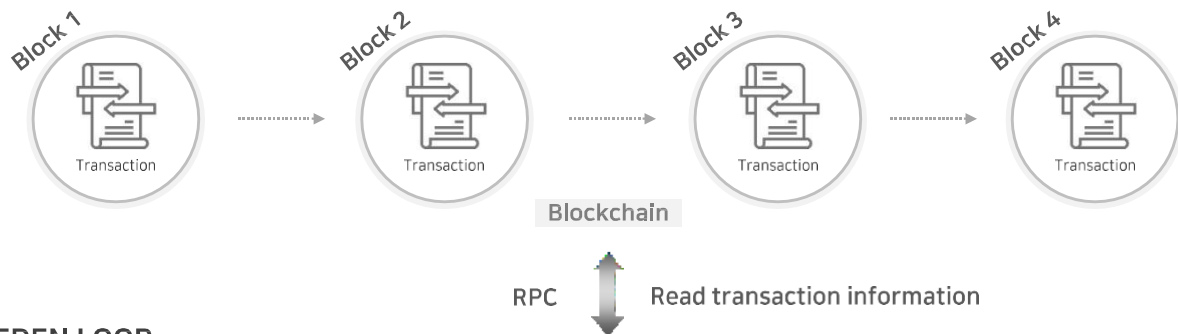 Block 1
Block 2
Block 3
Block 4
Transaction
Transaction
Transaction
Transaction
Blockchain
RPC
Read transaction information